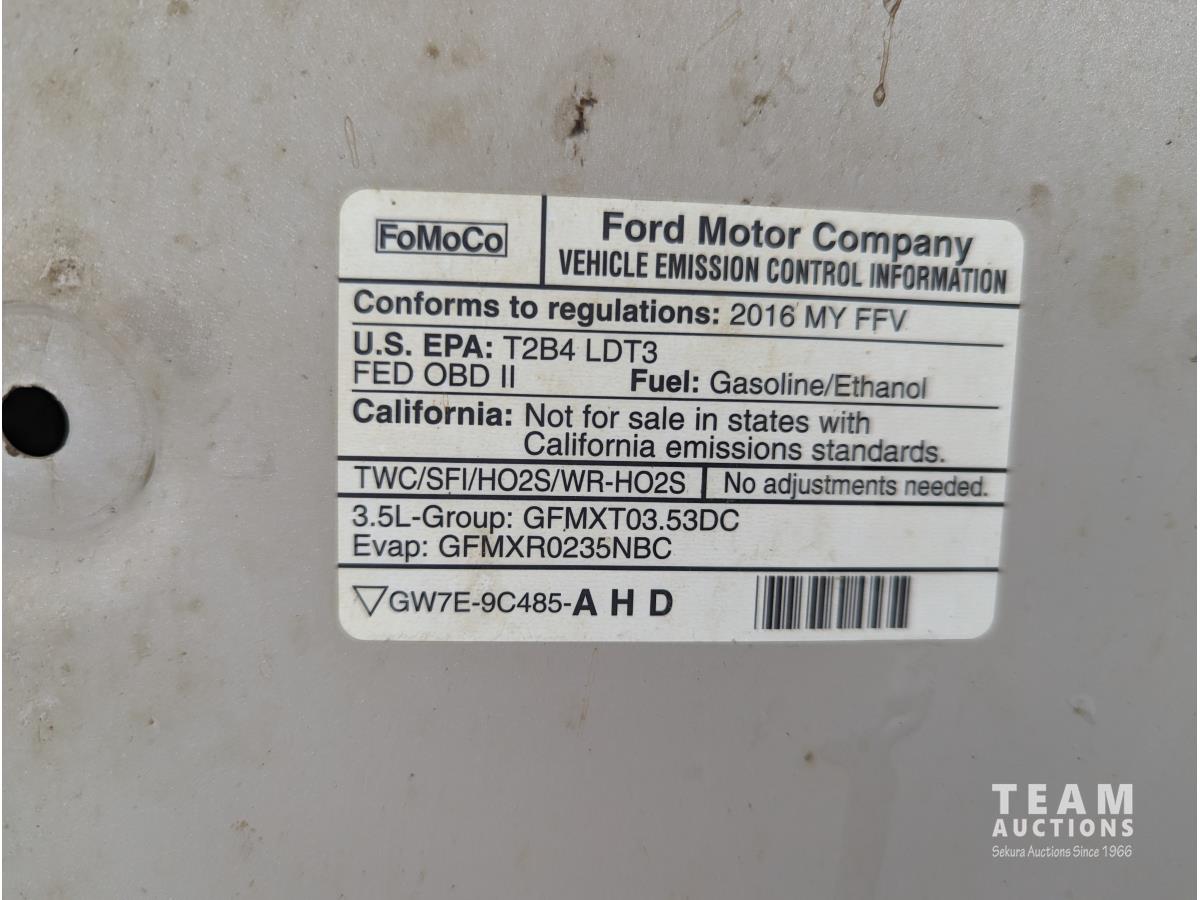 FoMoCo
Ford Motor Company
VEHICLE EMISSION CONTROL INFORMATION
Conforms to regulations: 2016 MY FFV
U.S. EPA: T2B4 LDT3
FED OBD II Fuel: Gasoline/Ethanol
California: Not for sale in states with
California emissions standards.
TWC/SFI/HO2S/WR-HO2S No adjustments needed.
3.5L-Group: GFMXT03.53DC
Evap: GFMXR0235NBC
GW7E-9C485-A H D
TEAM
AUCTIONS
Sekura Auctions Since 1966